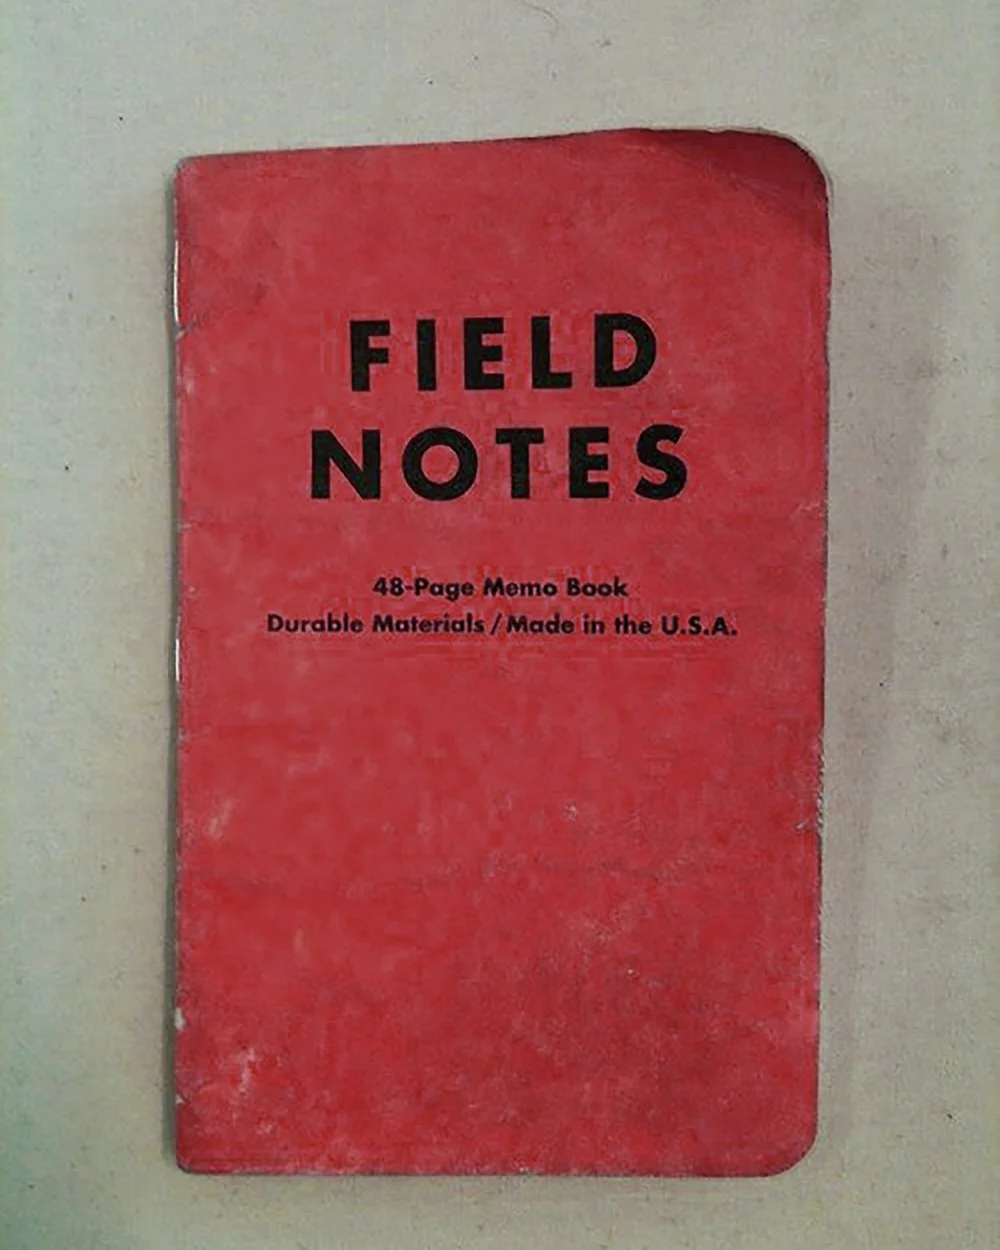 FIELD
NOTES
48-Page Memo Book
Durable Materials / Made in the U.S.A.